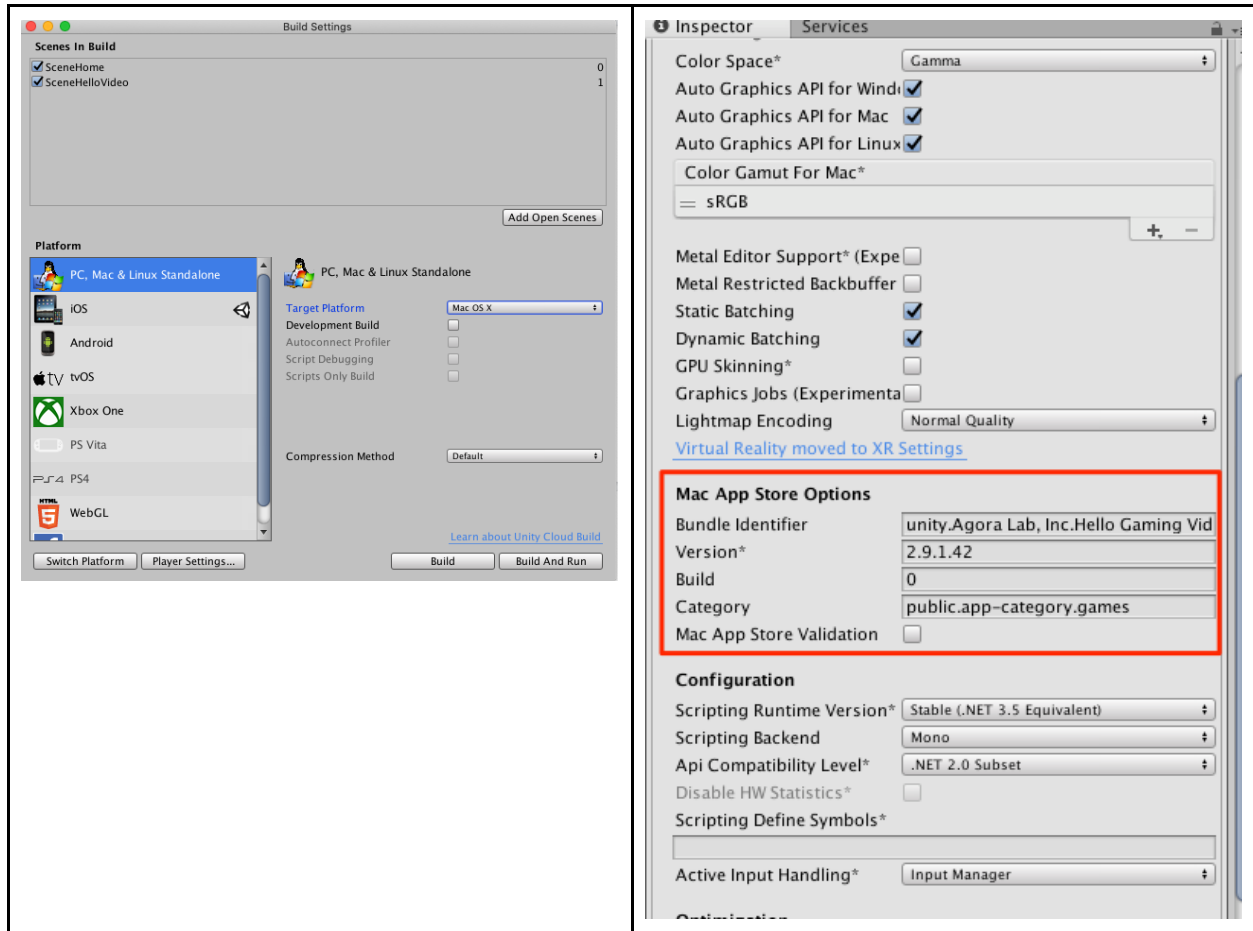 Build Settings
Scenes In Build
SceneHome 0
SceneHelloVideo 1
Add Open Scenes
Platform
PC, Mac & Linux Standalone
iOS
Android
tv tvOS
Xbox One
PS Vita
PS4
HTML
5 WebGL
PC, Mac & Linux Standalone
Target Platform Mac OS X
Development Build
Autoconnect Profiler
Script Debugging
Scripts Only Build
Compression Method Default
Learn about Unity Cloud Build
Switch Platform Player Settings... Build Build And Run
Inspector Services
Color Space* Gamma
Auto Graphics API for Wind
Auto Graphics API for Mac
Auto Graphics API for Linux
Color Gamut For Mac*
sRGB
Metal Editor Support* (Expe
Metal Restricted Backbuffer
Static Batching
Dynamic Batching
GPU Skinning*
Graphics Jobs (Experimenta
Lightmap Encoding Normal Quality
Virtual Reality moved to XR Settings
Mac App Store Options
Bundle Identifier unity.Agora Lab, Inc.Hello Gaming Vid
Version* 2.9.1.42
Build 0
Category public.app-category.games
Mac App Store Validation
Configuration
Scripting Runtime Version* Stable (.NET 3.5 Equivalent)
Scripting Backend Mono
Api Compatibility Level* .NET 2.0 Subset
Disable HW Statistics*
Scripting Define Symbols*
Active Input Handling* Input Manager